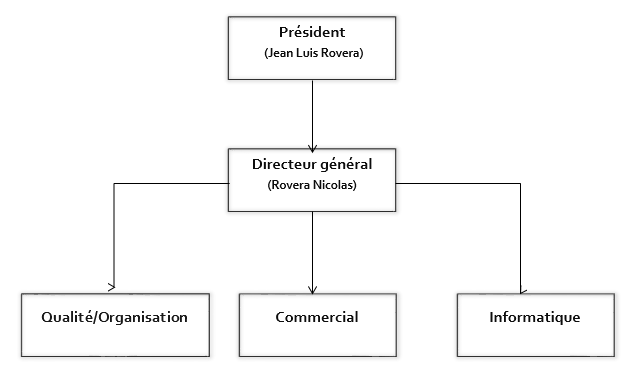 Président
(Jean Luis Rovera)
Directeur général
(Rovera Nicolas)
Qualité/Organisation
Commercial
Informatique